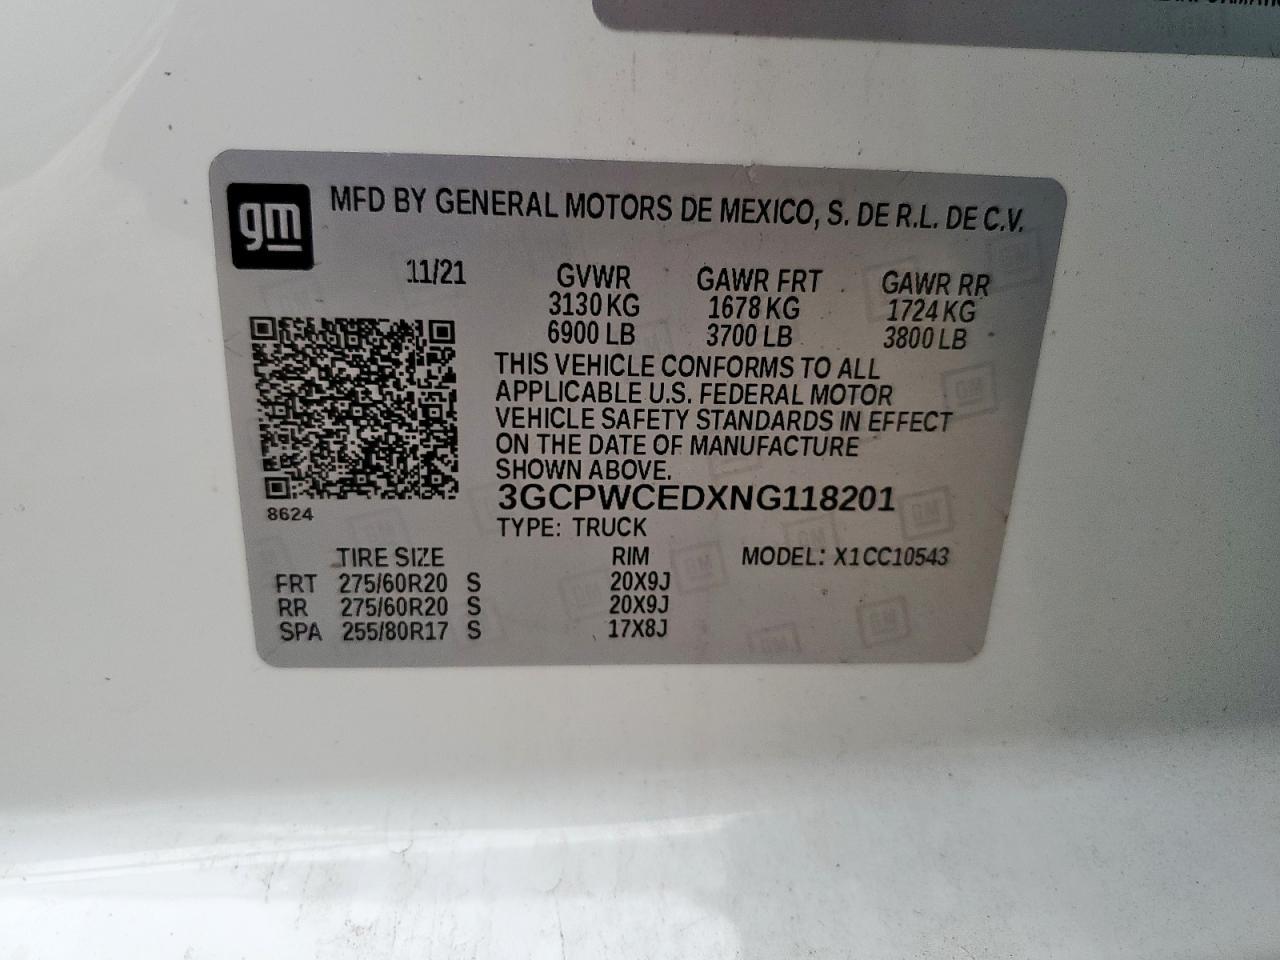 gm
MFD BY GENERAL MOTORS DE MEXICO, S. DE R.L. DE C.V.
11/21 GVWR GAWR FRT GAWR RR
3130 KG 1678 KG 1724 KG
6900 LB 3700 LB 3800 LB
THIS VEHICLE CONFORMS TO ALL
APPLICABLE U.S. FEDERAL MOTOR
VEHICLE SAFETY STANDARDS IN EFFECT
ON THE DATE OF MANUFACTURE
SHOWN ABOVE.
3GCPWCEDXNG118201
8624
TYPE: TRUCK
TIRE SIZE RIM MODEL: X1CC10543
FRT 275/60R20 S 20X9J
RR 275/60R20 S 20X9J
SPA 255/80R17 S 17X8J